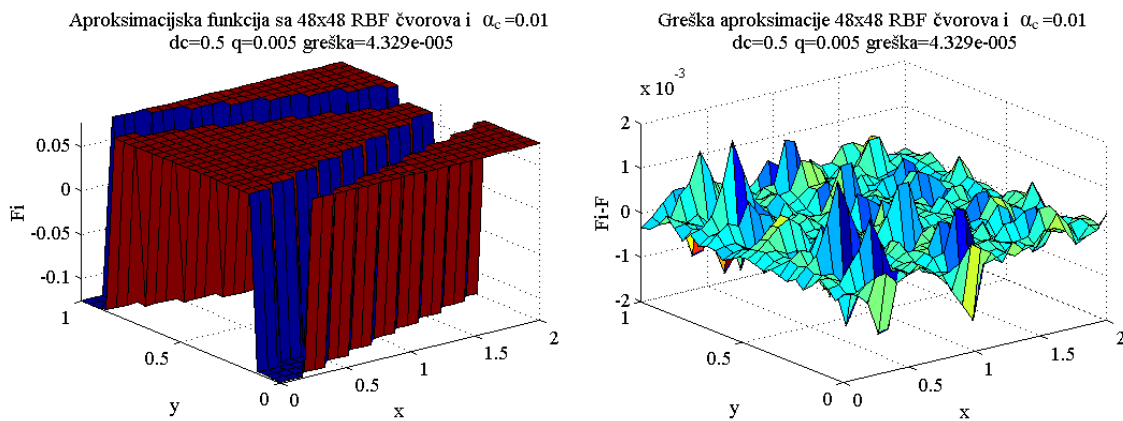 Aproksimacijska funkcija sa 48x48 RBF čvorova i α_c =0.01
dc=0.5 q=0.005 greška=4.329e-005
0.05
0
-0.05
-0.1
Fi
1
0.5
0
y
0
0.5
1
1.5
2
x
Greška aproksimacije 48x48 RBF čvorova i α_c =0.01
dc=0.5 q=0.005 greška=4.329e-005
x 10^-3
2
1
0
-1
-2
Fi-F
1
0.5
0
y
0
0.5
1
1.5
2
x